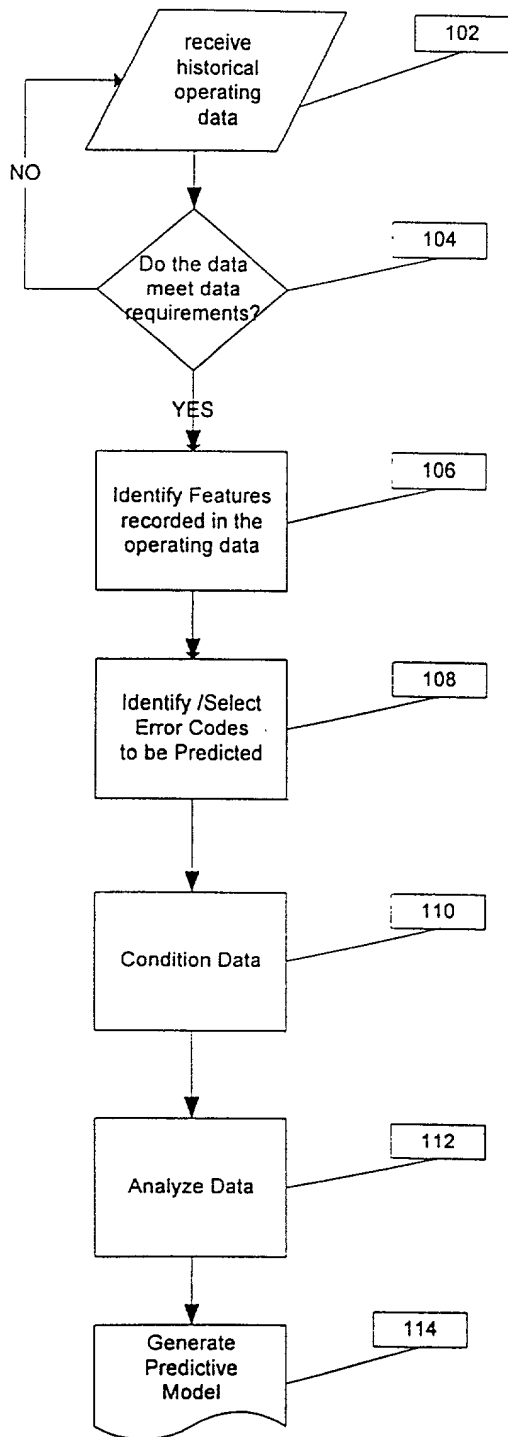 receive
historical
operating
data
102
NO
Do the data
meet data
requirements?
104
YES
Identify Features
recorded in the
operating data
106
Identify /Select
Error Codes
to be Predicted
108
Condition Data
110
Analyze Data
112
Generate
Predictive
Model
114